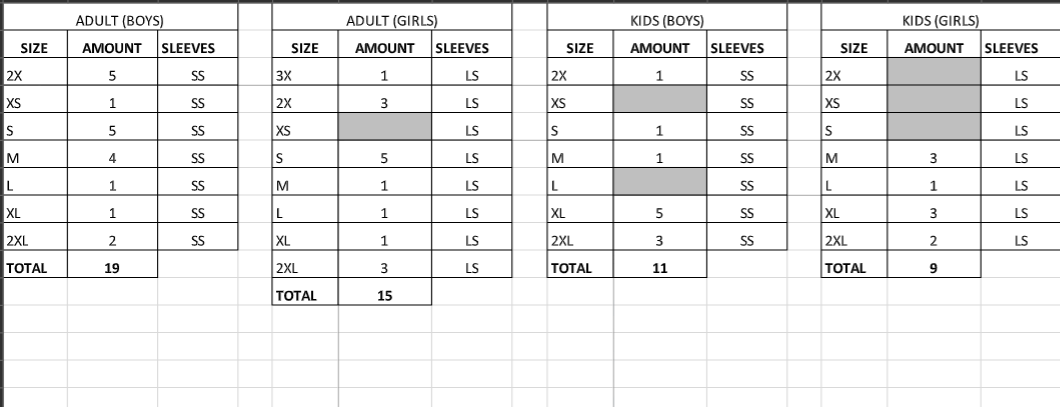 ADULT (BOYS) ADULT (GIRLS) KIDS (BOYS) KIDS (GIRLS)
SIZE AMOUNT SLEEVES SIZE AMOUNT SLEEVES SIZE AMOUNT SLEEVES SIZE AMOUNT SLEEVES
2X 5 SS 3X 1 LS 2X 1 SS 2X LS
XS 1 SS 2X 3 LS XS SS XS LS
S 5 SS XS LS S 1 SS S LS
M 4 SS S 5 LS M 1 SS M 3 LS
L 1 SS M 1 LS L SS L 1 LS
XL 1 SS L 1 LS XL 5 SS XL 3 LS
2XL 2 SS XL 1 LS 2XL 3 SS 2XL 2 LS
TOTAL 19 2XL 3 LS TOTAL 11 TOTAL 9
TOTAL 15